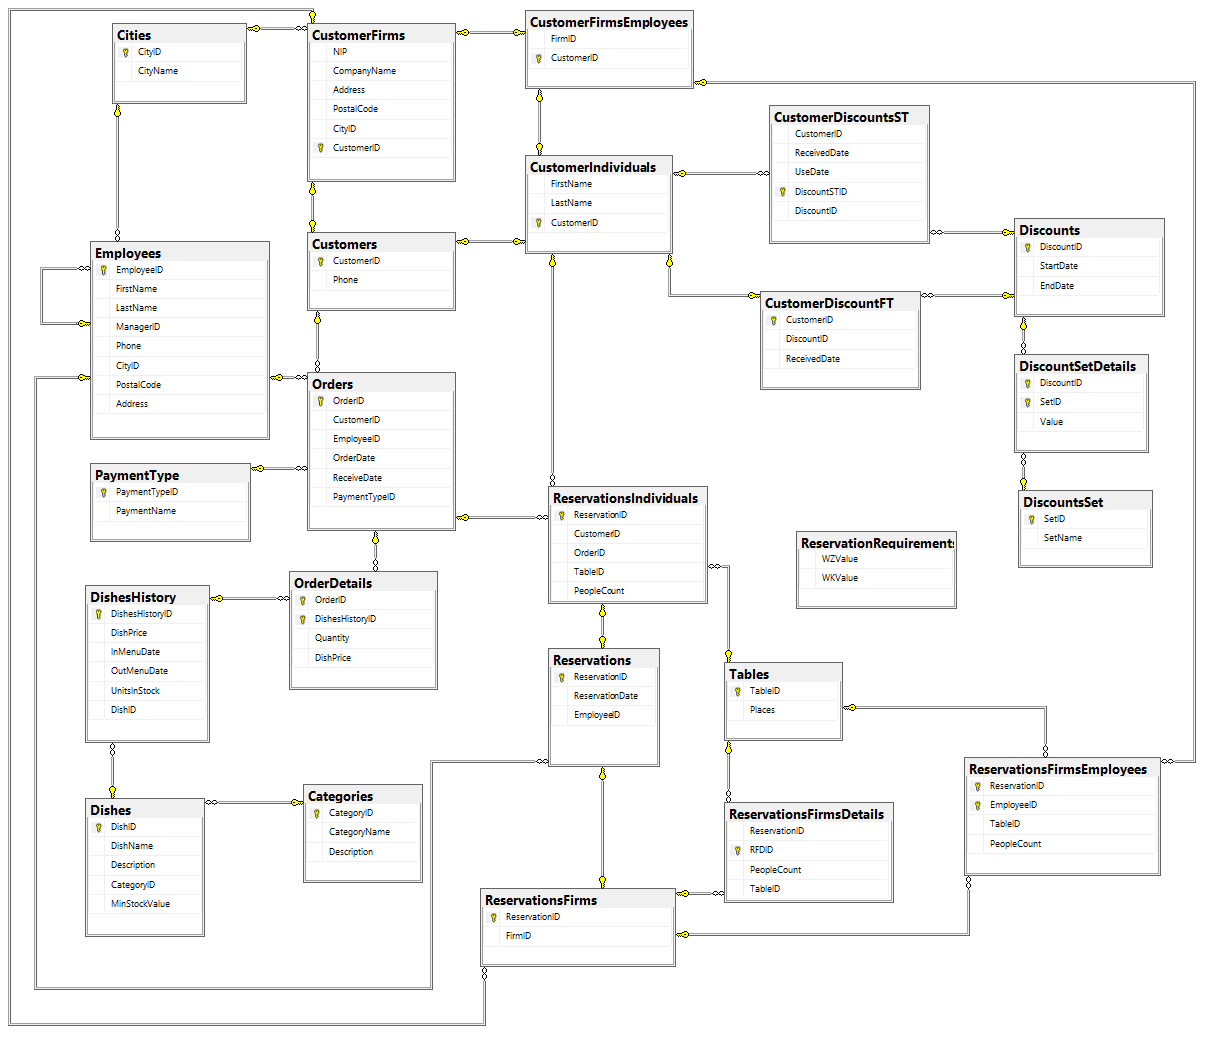 Cities
CityID
CityName
CustomerFirms
NIP
CompanyName
Address
PostalCode
CityID
CustomerID
CustomerFirmsEmployees
FirmID
CustomerID
CustomerDiscountsST
CustomerID
ReceivedDate
UseDate
DiscountSTID
DiscountID
CustomerIndividuals
FirstName
LastName
CustomerID
Discounts
DiscountID
StartDate
EndDate
Customers
CustomerID
Phone
Employees
EmployeeID
FirstName
LastName
ManagerID
Phone
CityID
PostalCode
Address
CustomerDiscountFT
CustomerID
DiscountID
ReceivedDate
DiscountSetDetails
DiscountID
SetID
Value
Orders
OrderID
CustomerID
EmployeeID
OrderDate
ReceiveDate
PaymentTypeID
PaymentType
PaymentTypeID
PaymentName
ReservationsIndividuals
ReservationID
CustomerID
OrderID
TableID
PeopleCount
DiscountsSet
SetID
SetName
ReservationRequirements
WZValue
WKValue
OrderDetails
OrderID
DishesHistoryID
Quantity
DishPrice
DishesHistory
DishesHistoryID
DishPrice
InMenuDate
OutMenuDate
UnitsInStock
DishID
Reservations
ReservationID
ReservationDate
EmployeeID
Tables
TableID
Places
ReservationsFirmsEmployees
ReservationID
EmployeeID
TableID
PeopleCount
Categories
CategoryID
CategoryName
Description
Dishes
DishID
DishName
Description
CategoryID
MinStockValue
ReservationsFirmsDetails
ReservationID
RFDID
PeopleCount
TableID
ReservationsFirms
ReservationID
FirmID